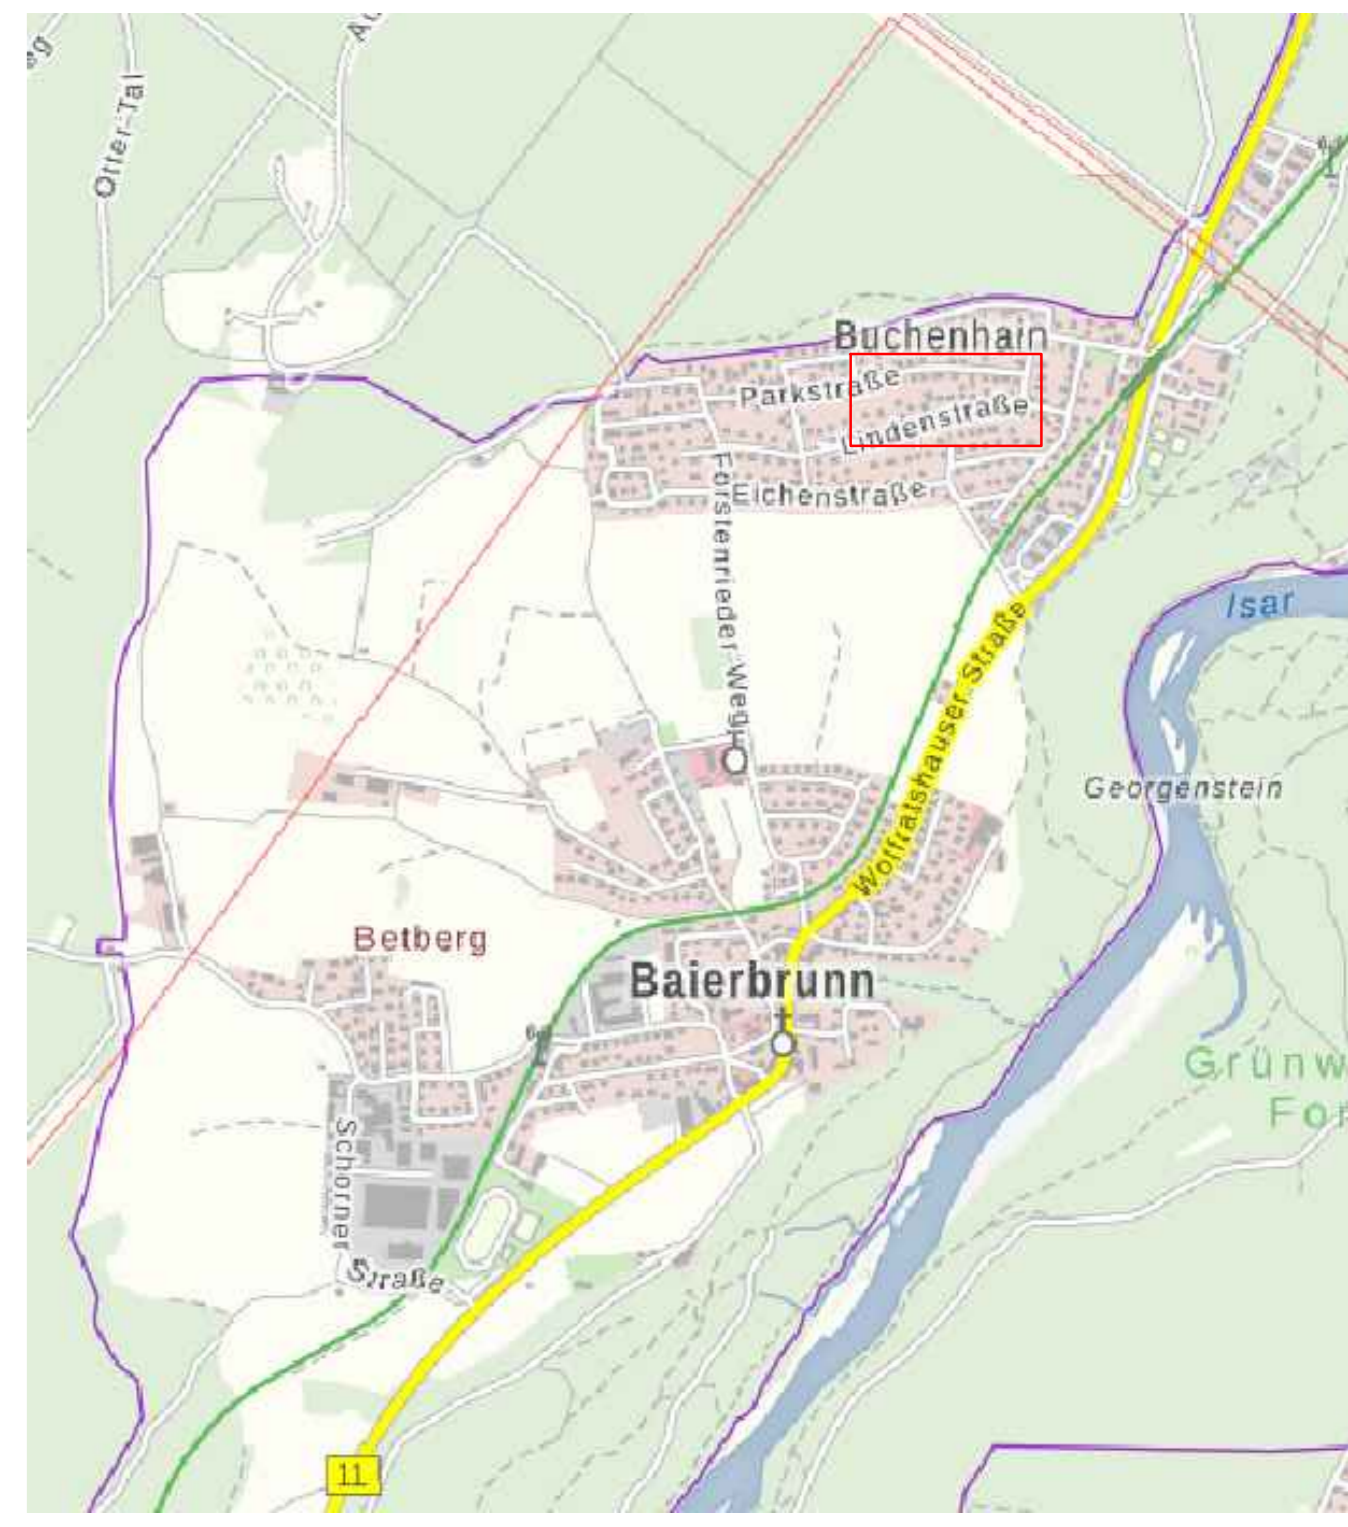 Otter-Tal
Buchenhain
Parkstraße
Lindenstraße
Eichenstraße
Forstenrieder-Weg
Isar
Wolfratshauser Straße
Georgenstein
Betberg
Baierbrunn
Grünw
For
Schorner Straße
11